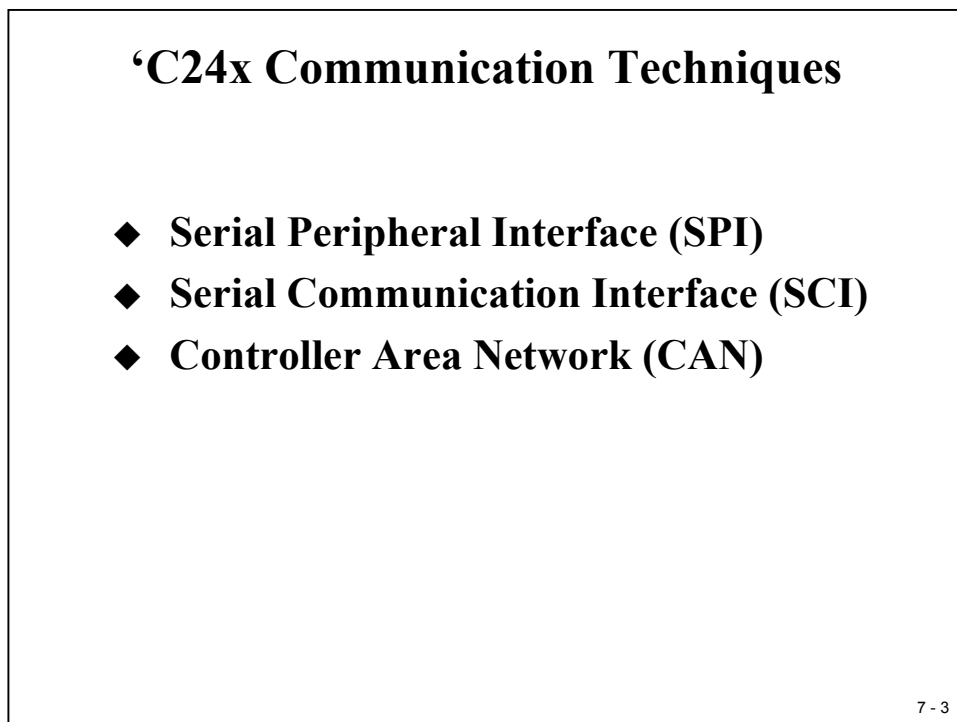 ‘C24x Communication Techniques
◆ Serial Peripheral Interface (SPI)
◆ Serial Communication Interface (SCI)
◆ Controller Area Network (CAN)
7 - 3